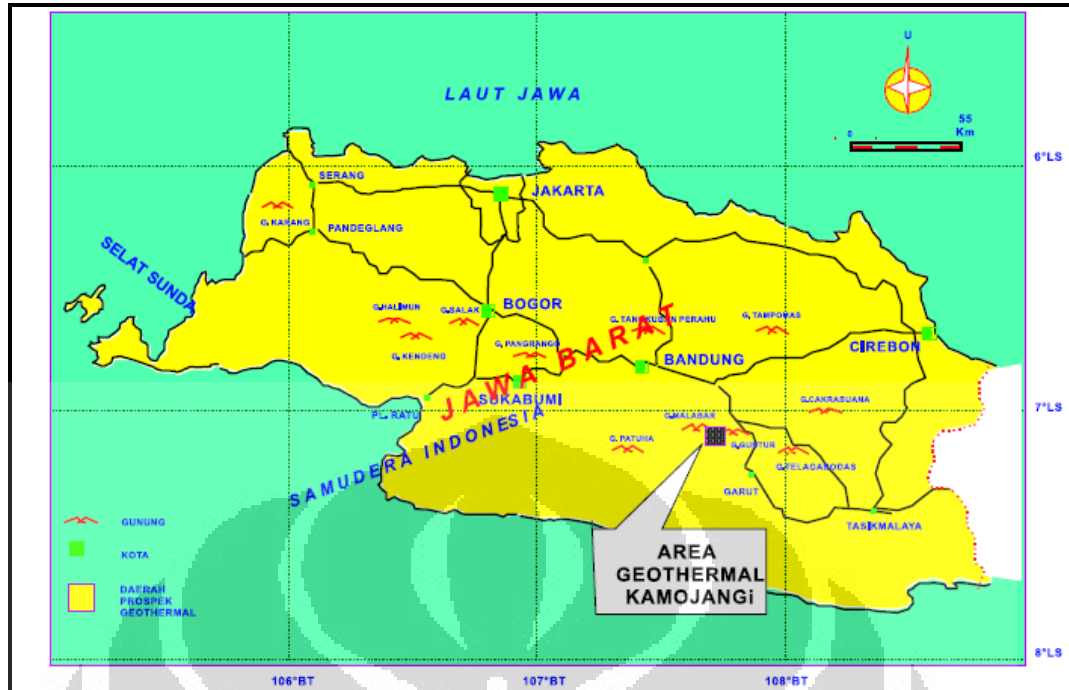 U
LAUT JAWA
0
55
Km
6°LS
SERANG
JAKARTA
G.KARANG
PANDEGLANG
SELAT SUNDA
G.HALIMUN
G.SALAK
BOGOR
G.TANGKUBAN PERAHU
G.TAMPOMAS
G.KENDENG
G.PANGRANGO
JAWA BARAT
BANDUNG
CIREBON
PL.RATU
SUKABUMI
7°LS
G.CAKRABUANA
SAMUDERA INDONESIA
G.MALABAR
G.PATUHA
G.GUNTUR
G.TELAGABODAS
GARUT
TASIKMALAYA
GUNUNG
KOTA
DAERAH
PROSPEK
GEOTHERMAL
AREA
GEOTHERMAL
KAMOJANGi
8°LS
106°BT
107°BT
108°BT